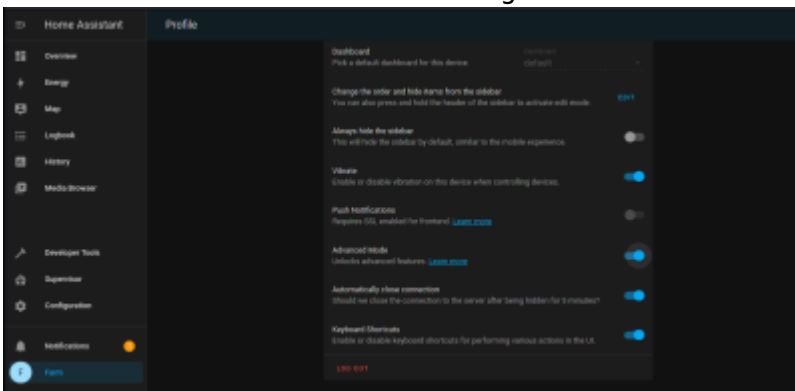 Home Assistant
Profile
Overview
Energy
Map
Logbook
History
Media Browser
Developer Tools
Supervisor
Configuration
Notifications
F
Dashboard
Pick a default dashboard for this device.
Dashboard
default
Change the order and hide items from the sidebar
You can also press and hold the header of the sidebar to activate edit mode.
EDIT
Always hide the sidebar
This will hide the sidebar by default, similar to the mobile experience.
Vibrate
Enable or disable vibration on this device when controlling devices.
Push Notifications
Requires SSL enabled for frontend. Learn more
Advanced Mode
Unlocks advanced features. Learn more
Automatically close connection
Should we close the connection to the server after being hidden for 5 minutes?
Keyboard Shortcuts
Enable or disable keyboard shortcuts for performing various actions in the UI.
LOG OUT